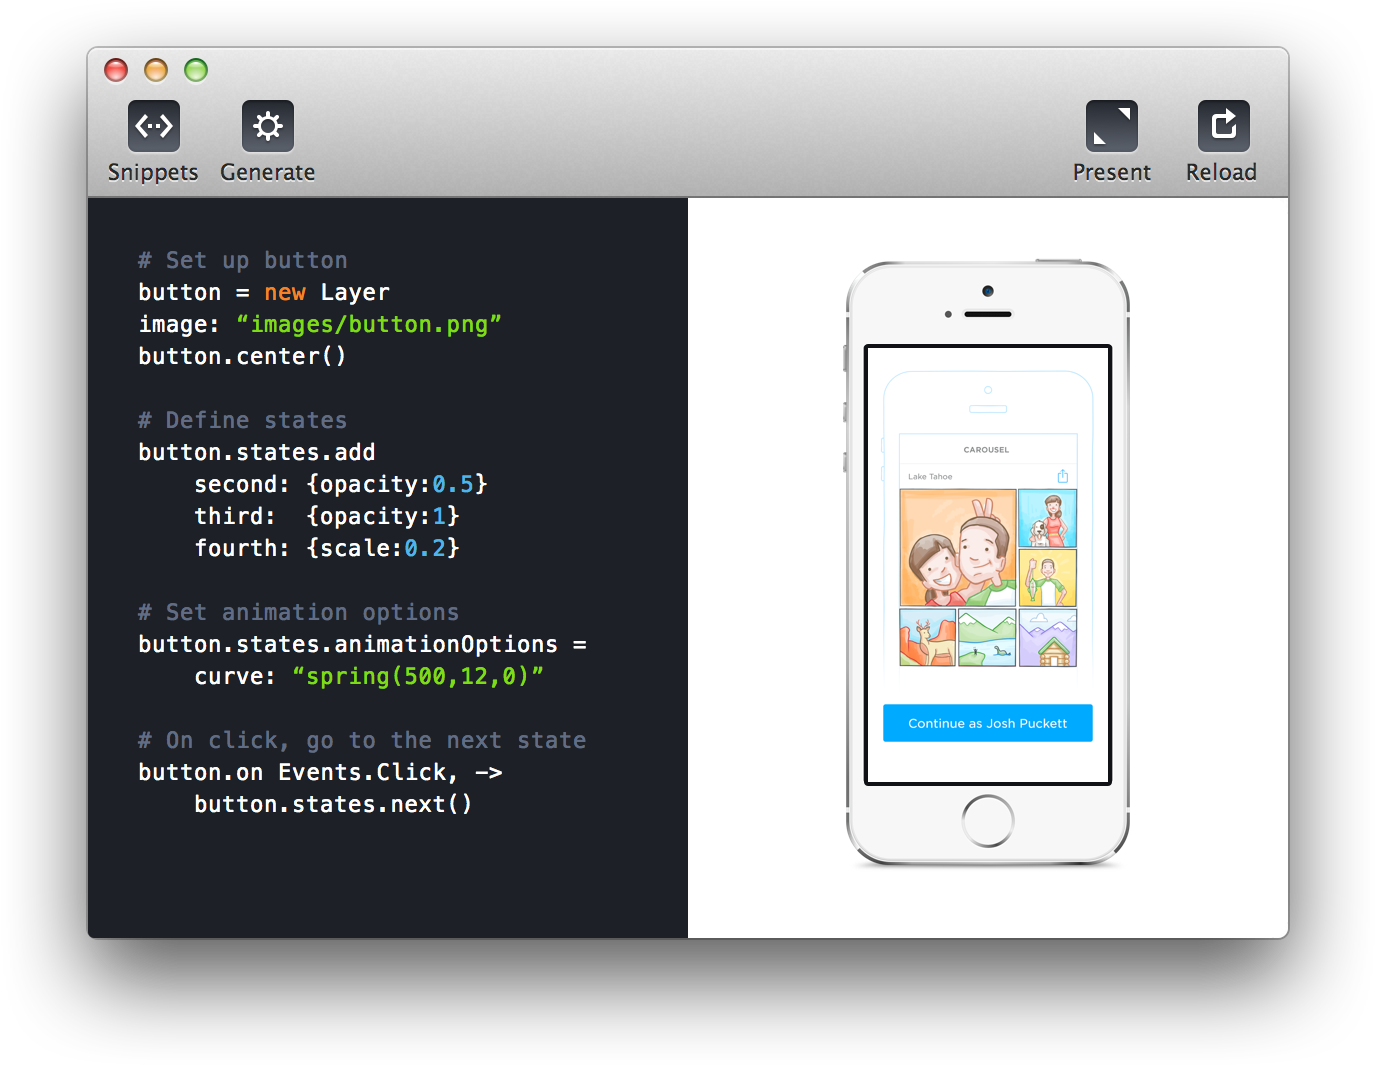 Snippets
Generate
Present
Reload
# Set up button
button = new Layer
image: “images/button.png”
button.center()
# Define states
button.states.add
second: {opacity:0.5}
third:  {opacity:1}
fourth: {scale:0.2}
# Set animation options
button.states.animationOptions =
curve: “spring(500,12,0)”
# On click, go to the next state
button.on Events.Click, ->
button.states.next()
CAROUSEL
Lake Tahoe
Continue as Josh Puckett